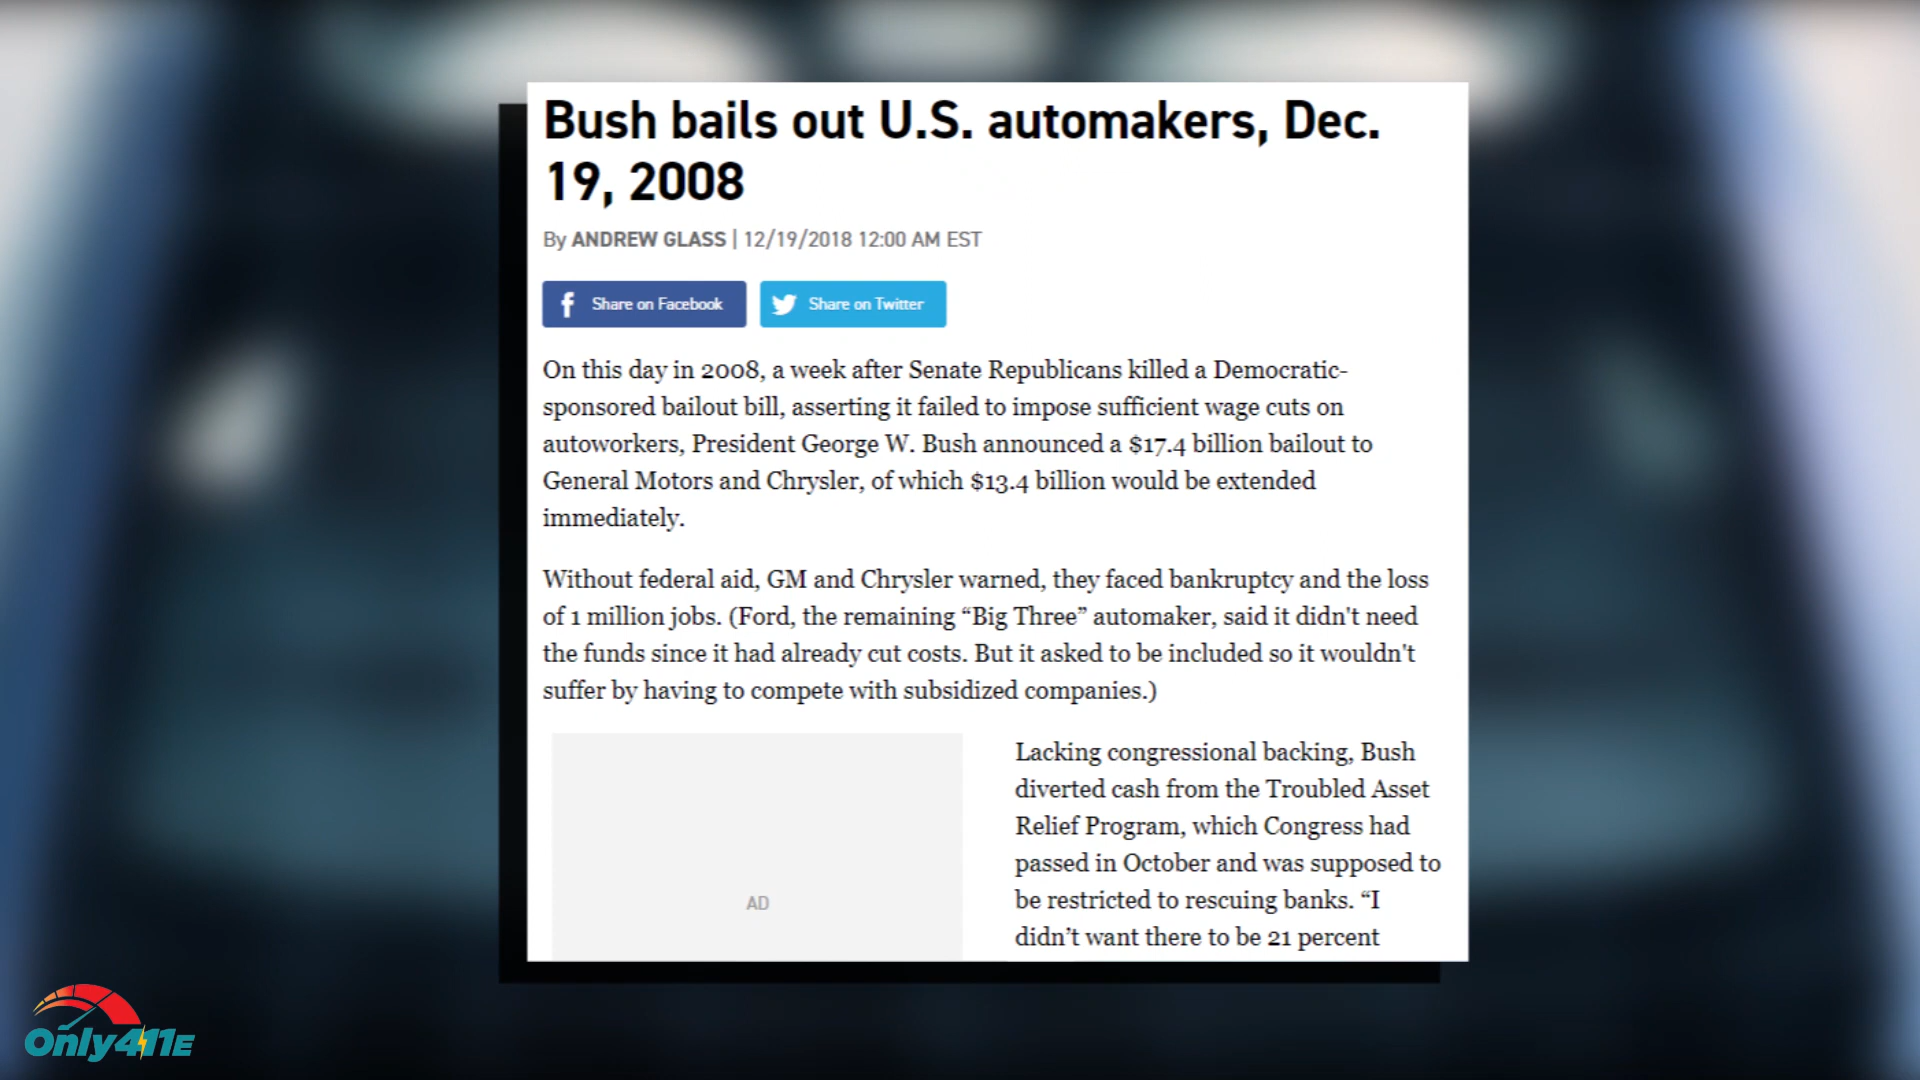 Bush bails out U.S. automakers, Dec.
19, 2008
By ANDREW GLASS | 12/19/2018 12:00 AM EST
Share on Facebook
Share on Twitter
On this day in 2008, a week after Senate Republicans killed a Democratic-
sponsored bailout bill, asserting it failed to impose sufficient wage cuts on
autoworkers, President George W. Bush announced a $17.4 billion bailout to
General Motors and Chrysler, of which $13.4 billion would be extended
immediately.
Without federal aid, GM and Chrysler warned, they faced bankruptcy and the loss
of 1 million jobs. (Ford, the remaining “Big Three” automaker, said it didn't need
the funds since it had already cut costs. But it asked to be included so it wouldn't
suffer by having to compete with subsidized companies.)
AD
Lacking congressional backing, Bush
diverted cash from the Troubled Asset
Relief Program, which Congress had
passed in October and was supposed to
be restricted to rescuing banks. “I
didn’t want there to be 21 percent
Only411E